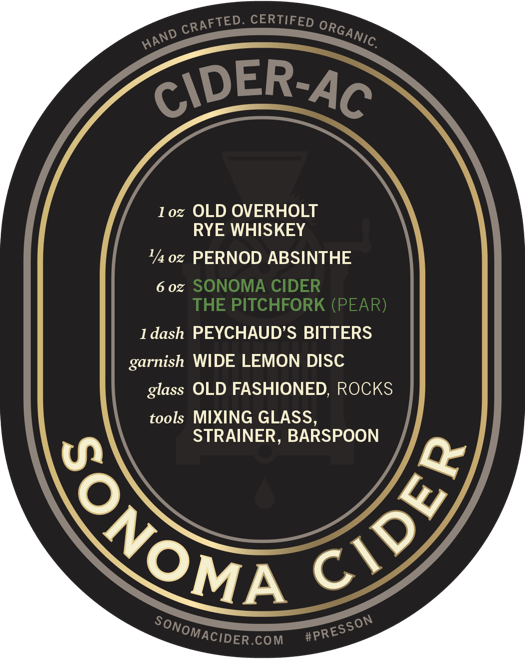 HAND CRAFTED. CERTIFED ORGANIC.
CIDER-AC
1 oz OLD OVERHOLT
RYE WHISKEY
1/4 oz PERNOD ABSINTHE
6 oz SONOMA CIDER
THE PITCHFORK (PEAR)
1 dash PEYCHAUD'S BITTERS
garnish WIDE LEMON DISC
glass OLD FASHIONED, ROCKS
tools MIXING GLASS,
STRAINER, BARSPOON
SONOMA CIDER
SONOMACIDER.COM #PRESSON